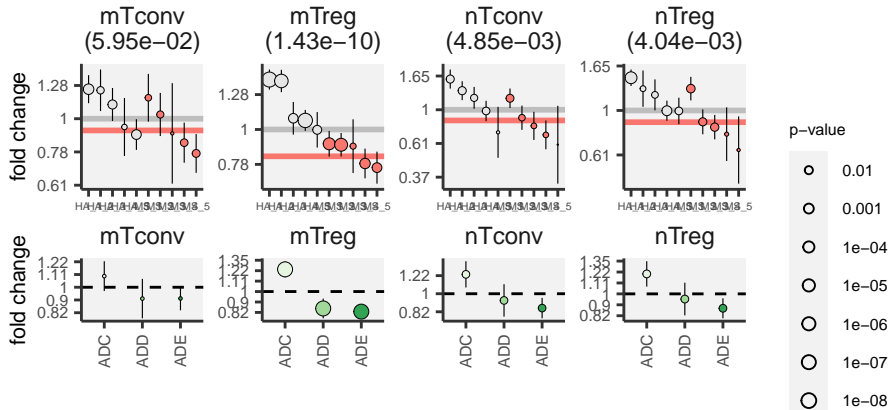 mTconv
(5.95e−02)
mTreg
(1.43e−10)
nTconv
(4.85e−03)
nTreg
(4.04e−03)
fold change
1.28
1
0.78
0.61
1.28
1
0.78
1.65
1
0.61
0.37
1.65
1
0.61
mTconv
mTreg
nTconv
nTreg
fold change
1.22
1.11
1
0.9
0.82
1.35
1.22
1.11
1
0.9
0.82
1.22
1
0.82
1.35
1.22
1.11
1
0.9
0.82
ADC
ADD
ADE
ADC
ADD
ADE
ADC
ADD
ADE
ADC
ADD
ADE
p−value
0.01
0.001
1e−04
1e−05
1e−06
1e−07
1e−08